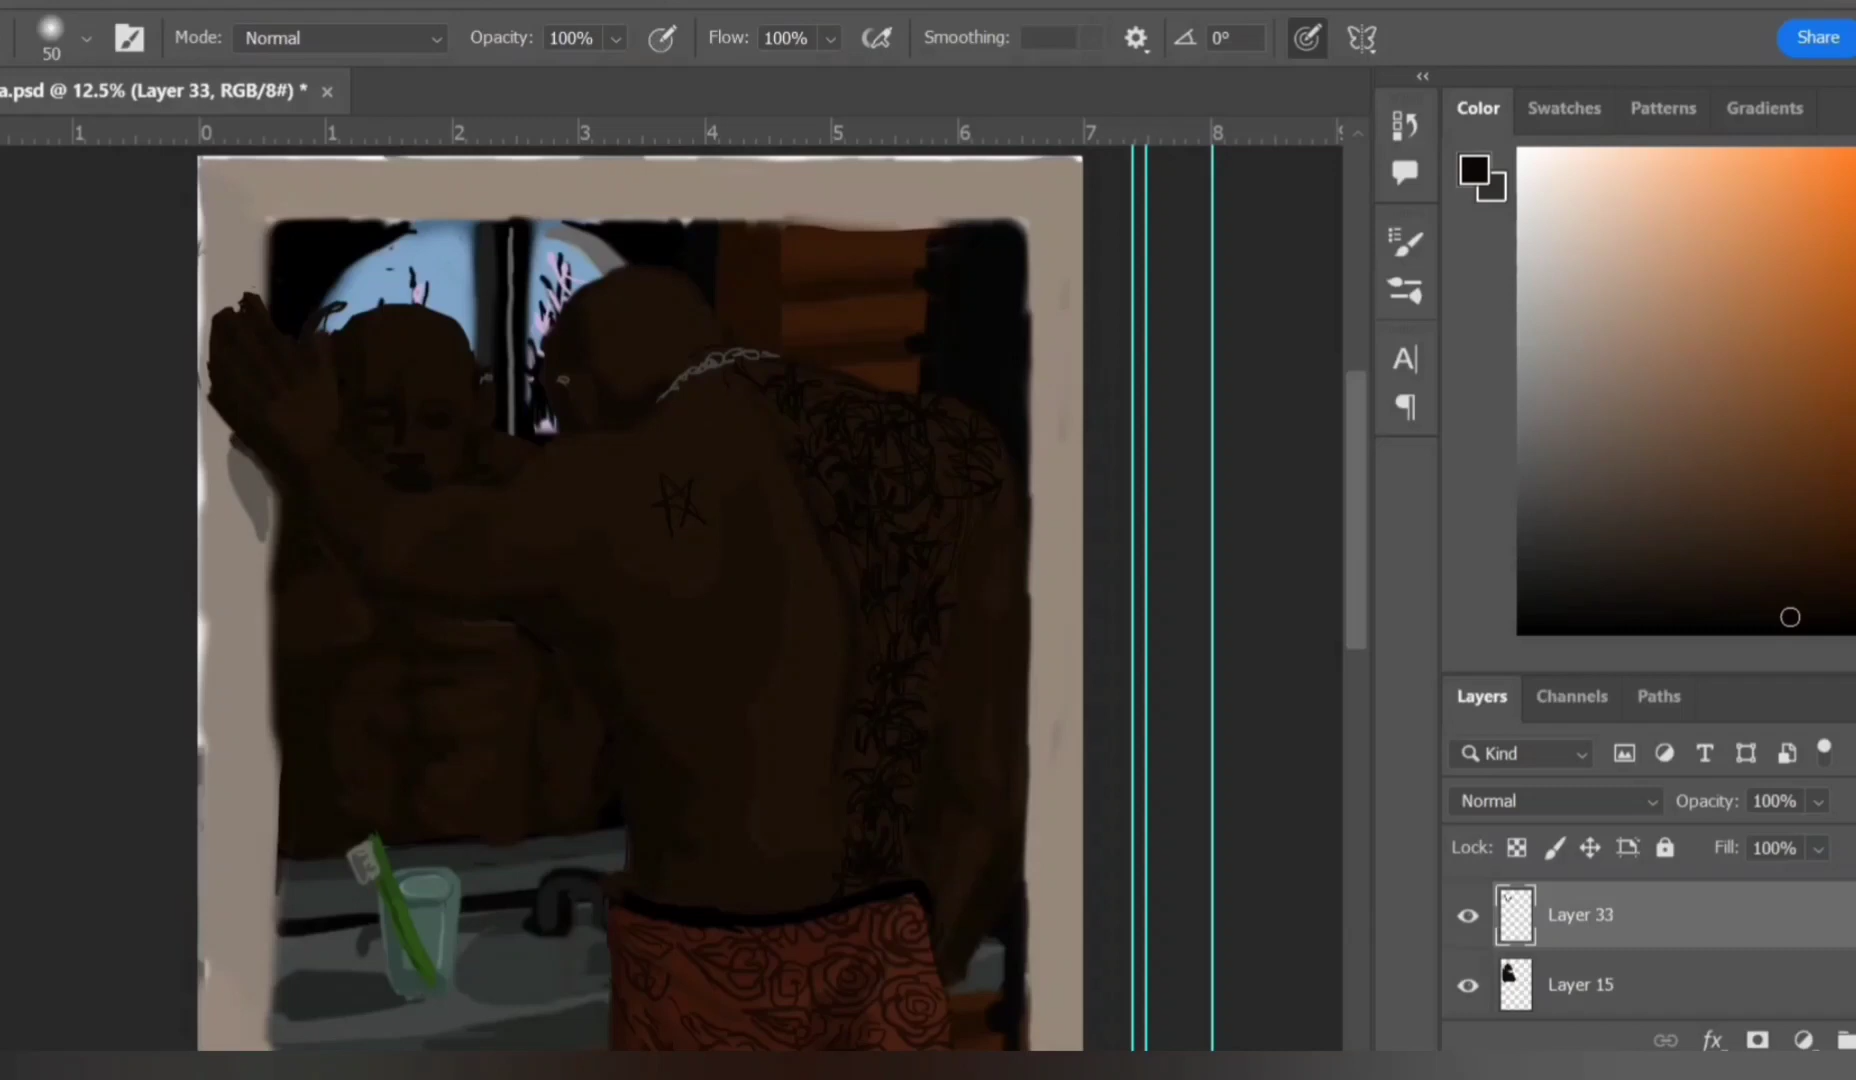 50
Mode: Normal Opacity: 100% Flow: 100% Smoothing: 0° Share
a.psd @ 12.5% (Layer 33, RGB/8#) * ×
1 0 1 2 3 4 5 6 7 8
Color Swatches Patterns Gradients
A|
¶
Layers Channels Paths
Kind T
Normal Opacity: 100%
Lock: Fill: 100%
Layer 33
Layer 15
fx